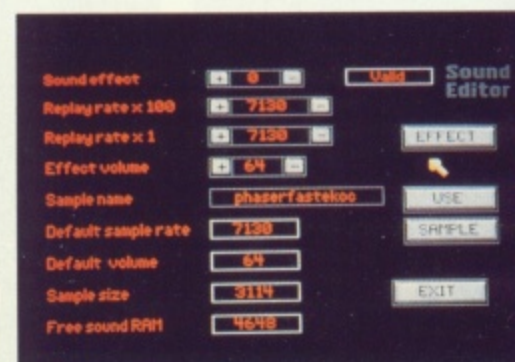 Sound effect + 0 - Valid Sound Editor
Replay rate x 100 + 7130 -
Replay rate x 1 + 7130 - EFFECT
Effect volume + 64 -
Sample name phaserfastekoc USE
Default sample rate 7130 SAMPLE
Default volume 64
Sample size 3114 EXIT
Free sound RAM 4648